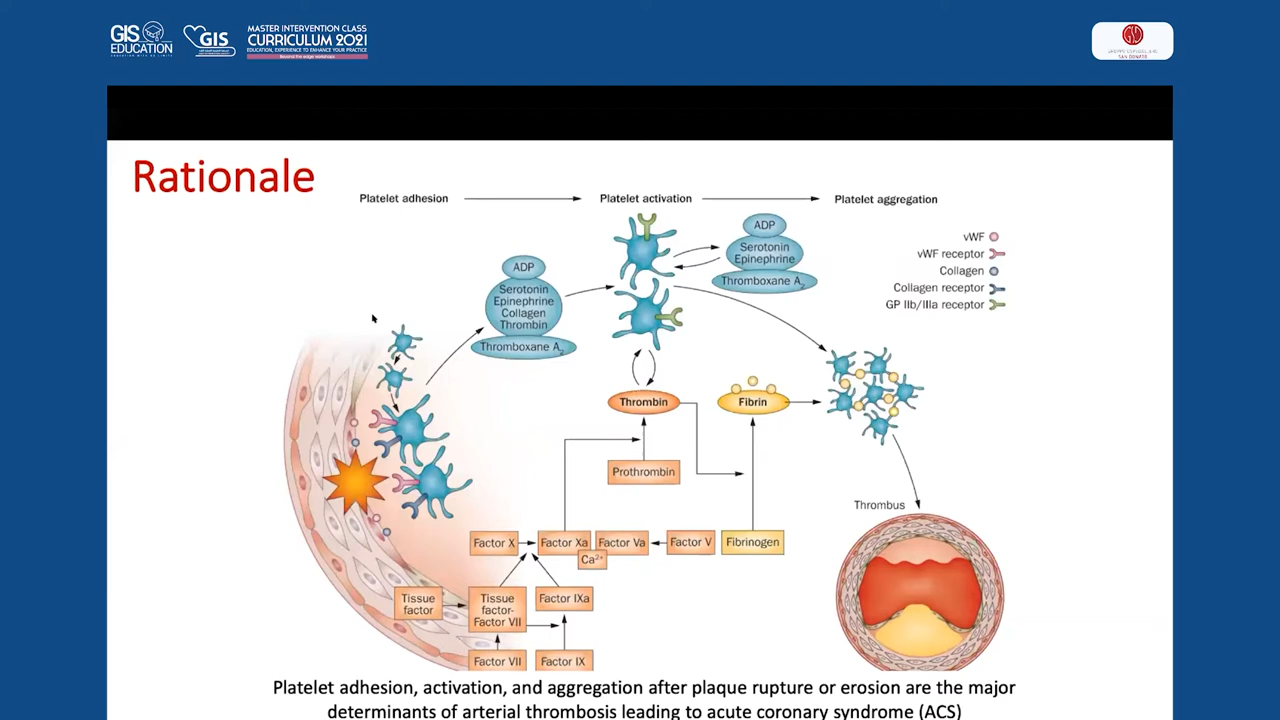 GIS
EDUCATION
GIS
MASTER INTERVENTION CLASS
CURRICULUM 2021
EDUCATION, EXPERIENCE TO ENHANCE YOUR PRACTICE
Beyond the edge workshops
Rationale
Platelet adhesion
Platelet activation
Platelet aggregation
vWF
vWF receptor
Collagen
Collagen receptor
GP IIb/IIIa receptor
ADP
Serotonin
Epinephrine
Thromboxane A2
ADP
Serotonin
Epinephrine
Collagen
Thrombin
Thromboxane A2
Thrombin
Fibrin
Prothrombin
Thrombus
Factor X
Factor Xa
Factor Va
Factor V
Fibrinogen
Ca2+
Tissue
factor
Tissue
factor-
Factor VII
Factor IXa
Factor VII
Factor IX
Platelet adhesion, activation, and aggregation after plaque rupture or erosion are the major
determinants of arterial thrombosis leading to acute coronary syndrome (ACS)